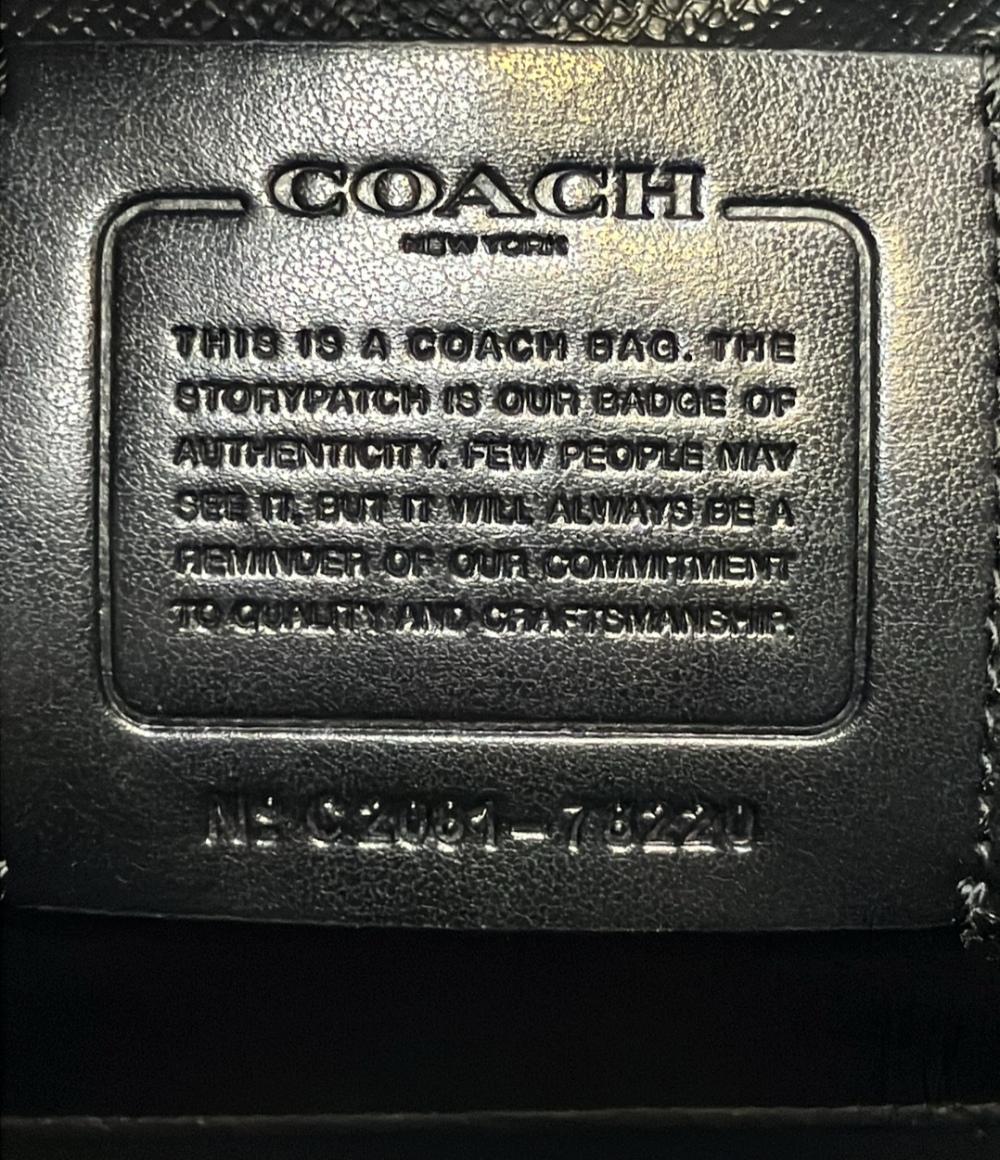 COACH
NEW YORK
THIS IS A COACH BAG. THE
STORYPATCH IS OUR BADGE OF
AUTHENTICITY. FEW PEOPLE MAY
SEE IT, BUT IT WILL ALWAYS BE A
REMINDER OF OUR COMMITMENT
TO QUALITY AND CRAFTSMANSHIP.